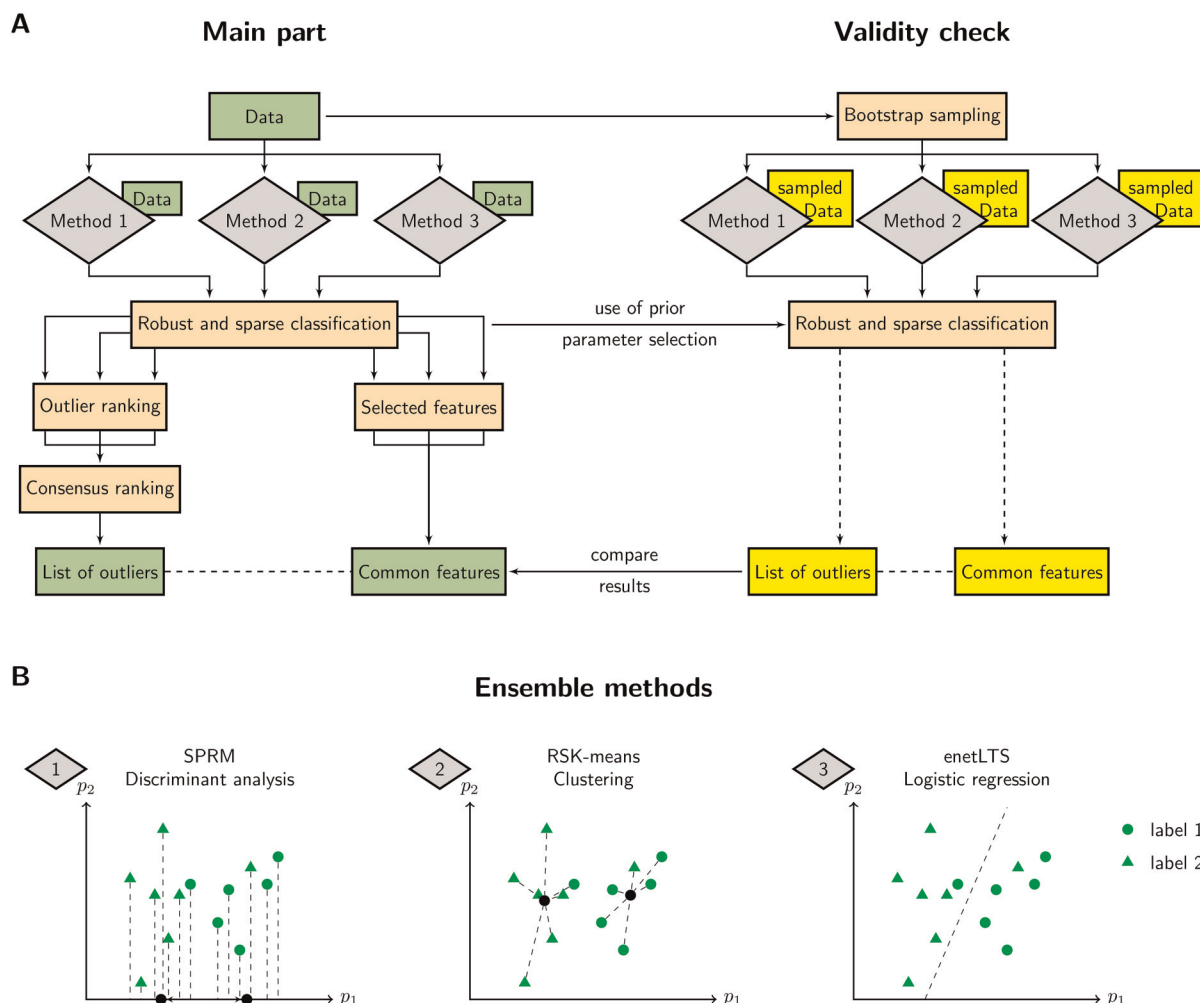 A
Main part
Validity check
Data
Bootstrap sampling
Method 1
Data
Method 2
Data
Method 3
Data
Method 1
sampled
Data
Method 2
sampled
Data
Method 3
sampled
Data
Robust and sparse classification
use of prior
parameter selection
Robust and sparse classification
Outlier ranking
Selected features
Consensus ranking
List of outliers
Common features
compare
results
List of outliers
Common features
B
Ensemble methods
1
SPRM
Discriminant analysis
p2
p1
2
RSK-means
Clustering
p2
p1
3
enetLTS
Logistic regression
p2
p1
label 1
label 2